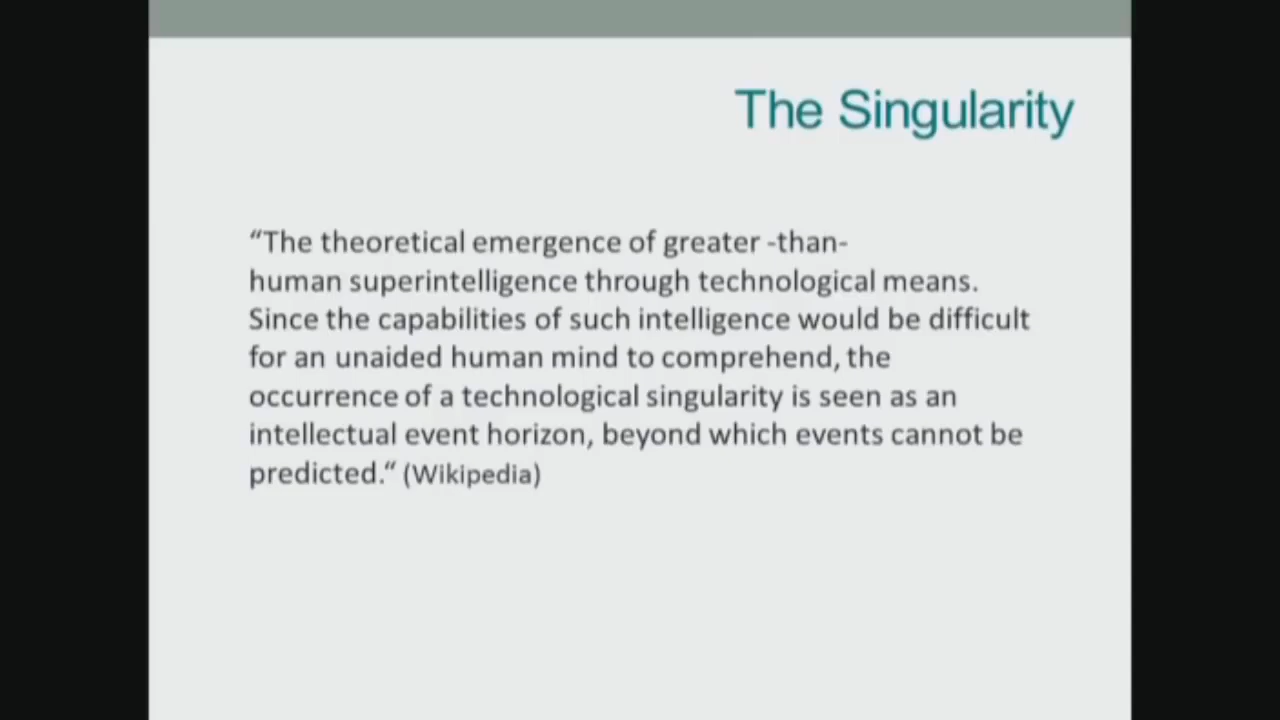 The Singularity
“The theoretical emergence of greater -than-
human superintelligence through technological means.
Since the capabilities of such intelligence would be difficult
for an unaided human mind to comprehend, the
occurrence of a technological singularity is seen as an
intellectual event horizon, beyond which events cannot be
predicted.“ (Wikipedia)